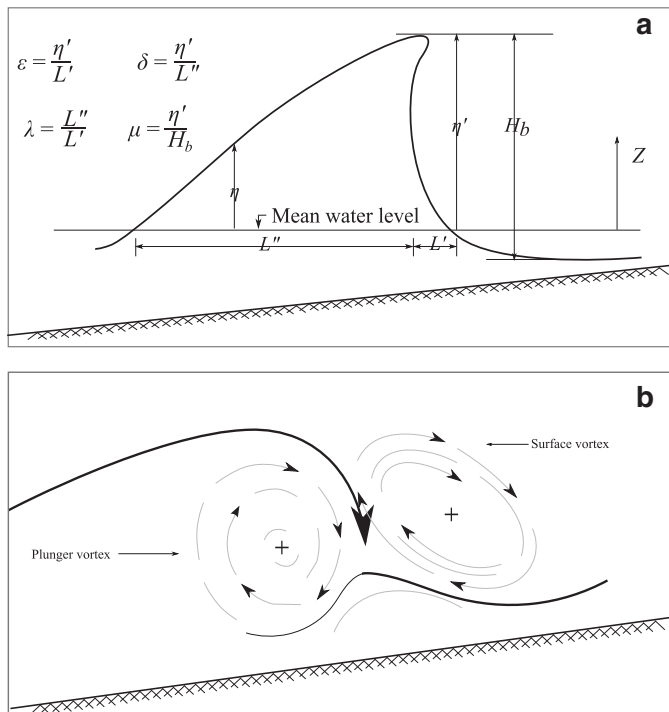 a
ε = η′/L′ δ = η′/L″
λ = L″/L′ μ = η′/H_b
η′ H_b
Z
η
Mean water level
L″ L′
b
Surface vortex
Plunger vortex